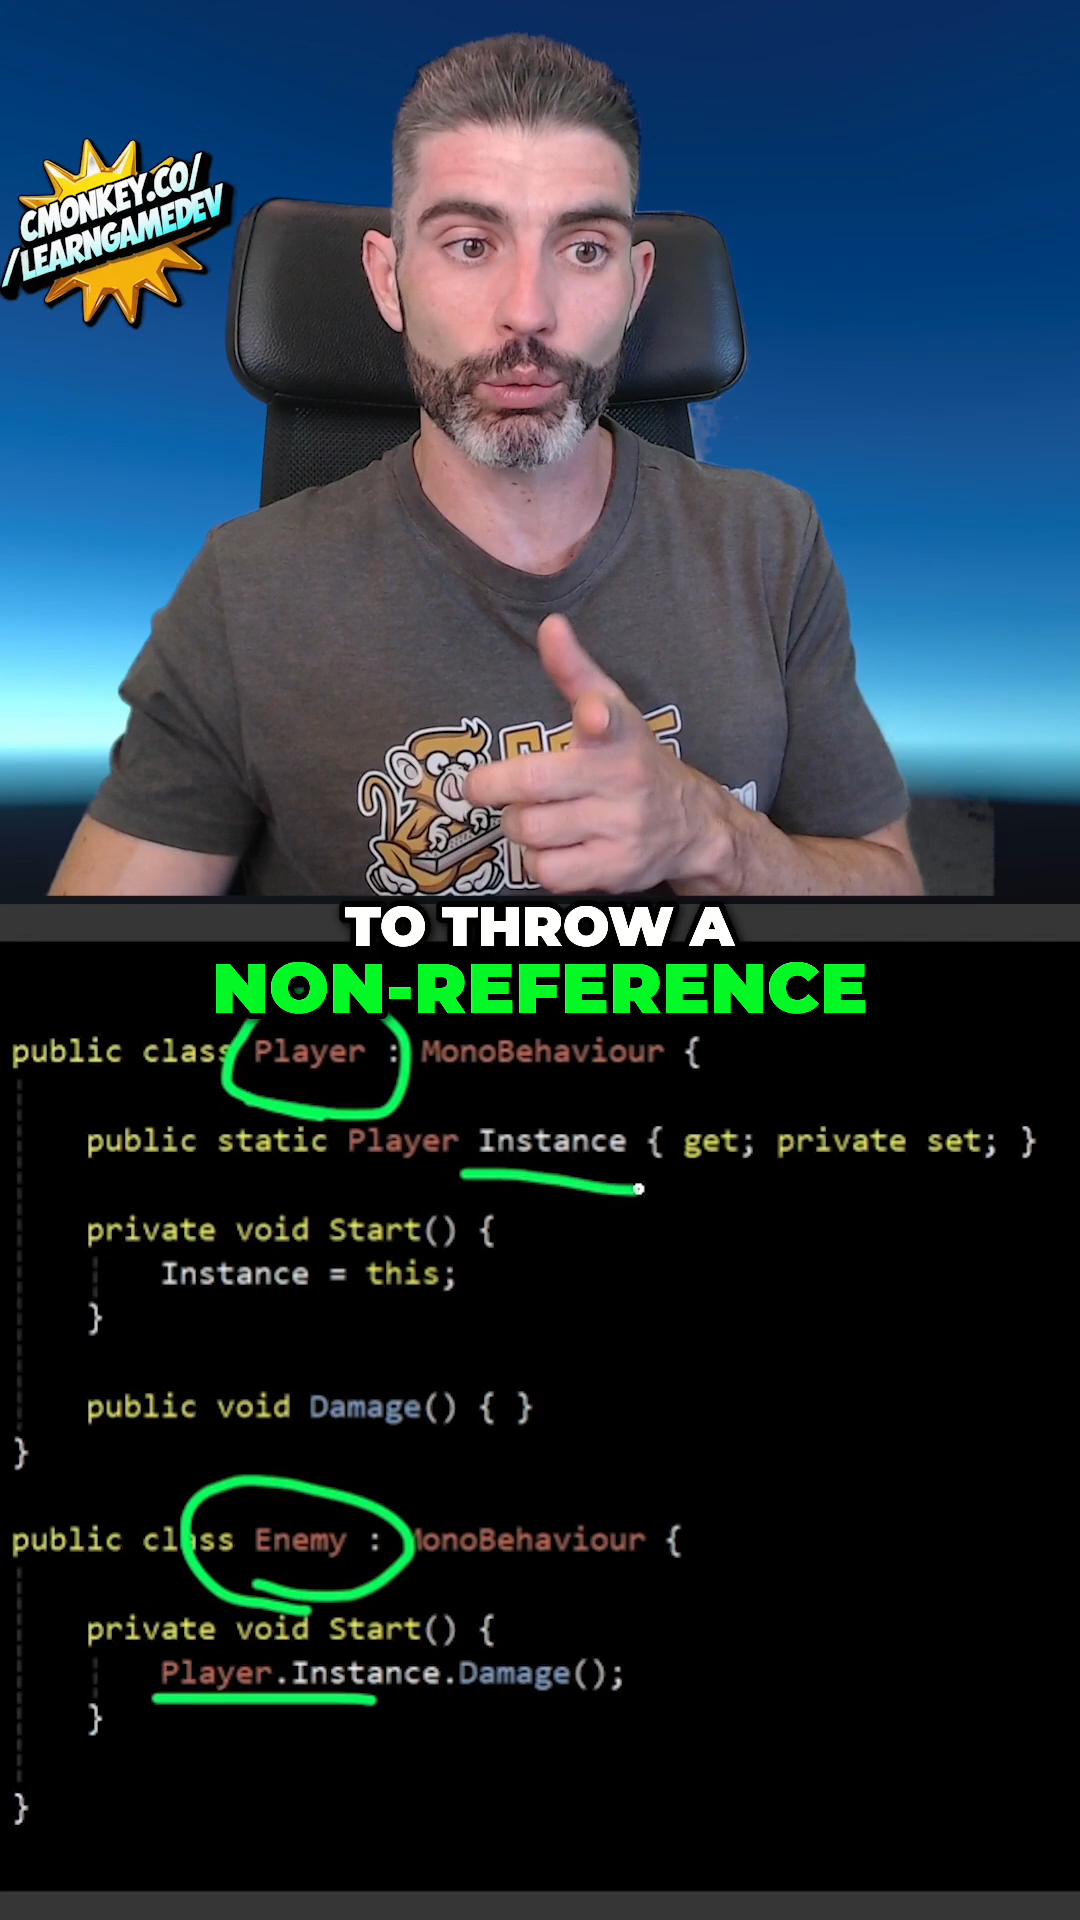 CMONKEY.CO/
/LEARNGAMEDEV
TO THROW A
NON-REFERENCE
public class Player : MonoBehaviour {
public static Player Instance { get; private set; }
private void Start() {
Instance = this;
}
public void Damage() { }
}
public class Enemy : MonoBehaviour {
private void Start() {
Player.Instance.Damage();
}
}